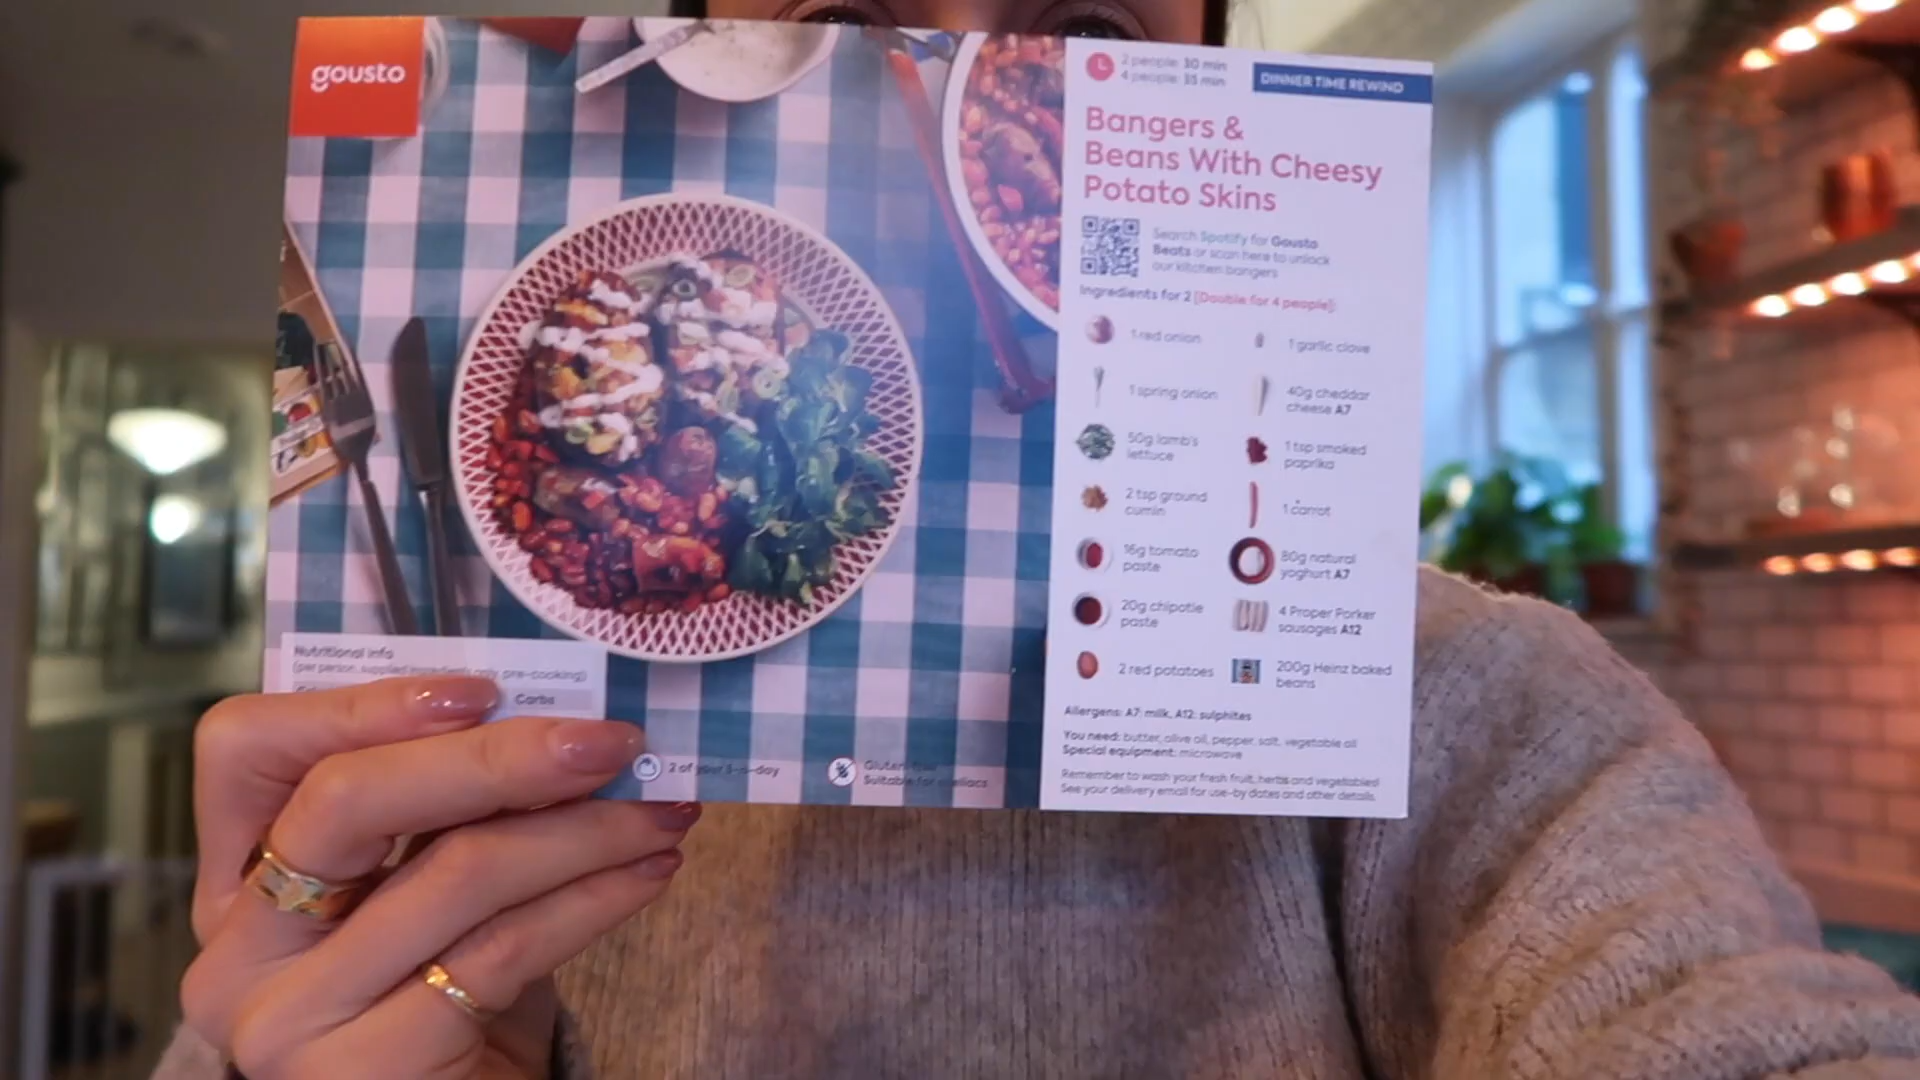 gousto
2 people: 30 min
4 people: 35 min
DINNER TIME REWIND
Bangers &
Beans With Cheesy
Potato Skins
Search Spotify for Gousto
Beats or scan here to unlock
our kitchen bangers
Ingredients for 2 [Double for 4 people]:
1 red onion
1 garlic clove
1 spring onion
40g cheddar
cheese A7
50g lamb's
lettuce
1 tsp smoked
paprika
2 tsp ground
cumin
1 carrot
16g tomato
paste
80g natural
yoghurt A7
20g chipotle
paste
4 Proper Porker
sausages A12
2 red potatoes
200g Heinz baked
beans
Allergens: A7: milk, A12: sulphites
You need: butter, olive oil, pepper, salt, vegetable oil
Special equipment: microwave
Remember to wash your fresh fruit, herbs and vegetables!
See your delivery email for use-by dates and other details.
Nutritional info
(per person, supplied ingredients only, pre-cooking)
Carbs
2 of your 5-a-day
Suitable for coeliacs